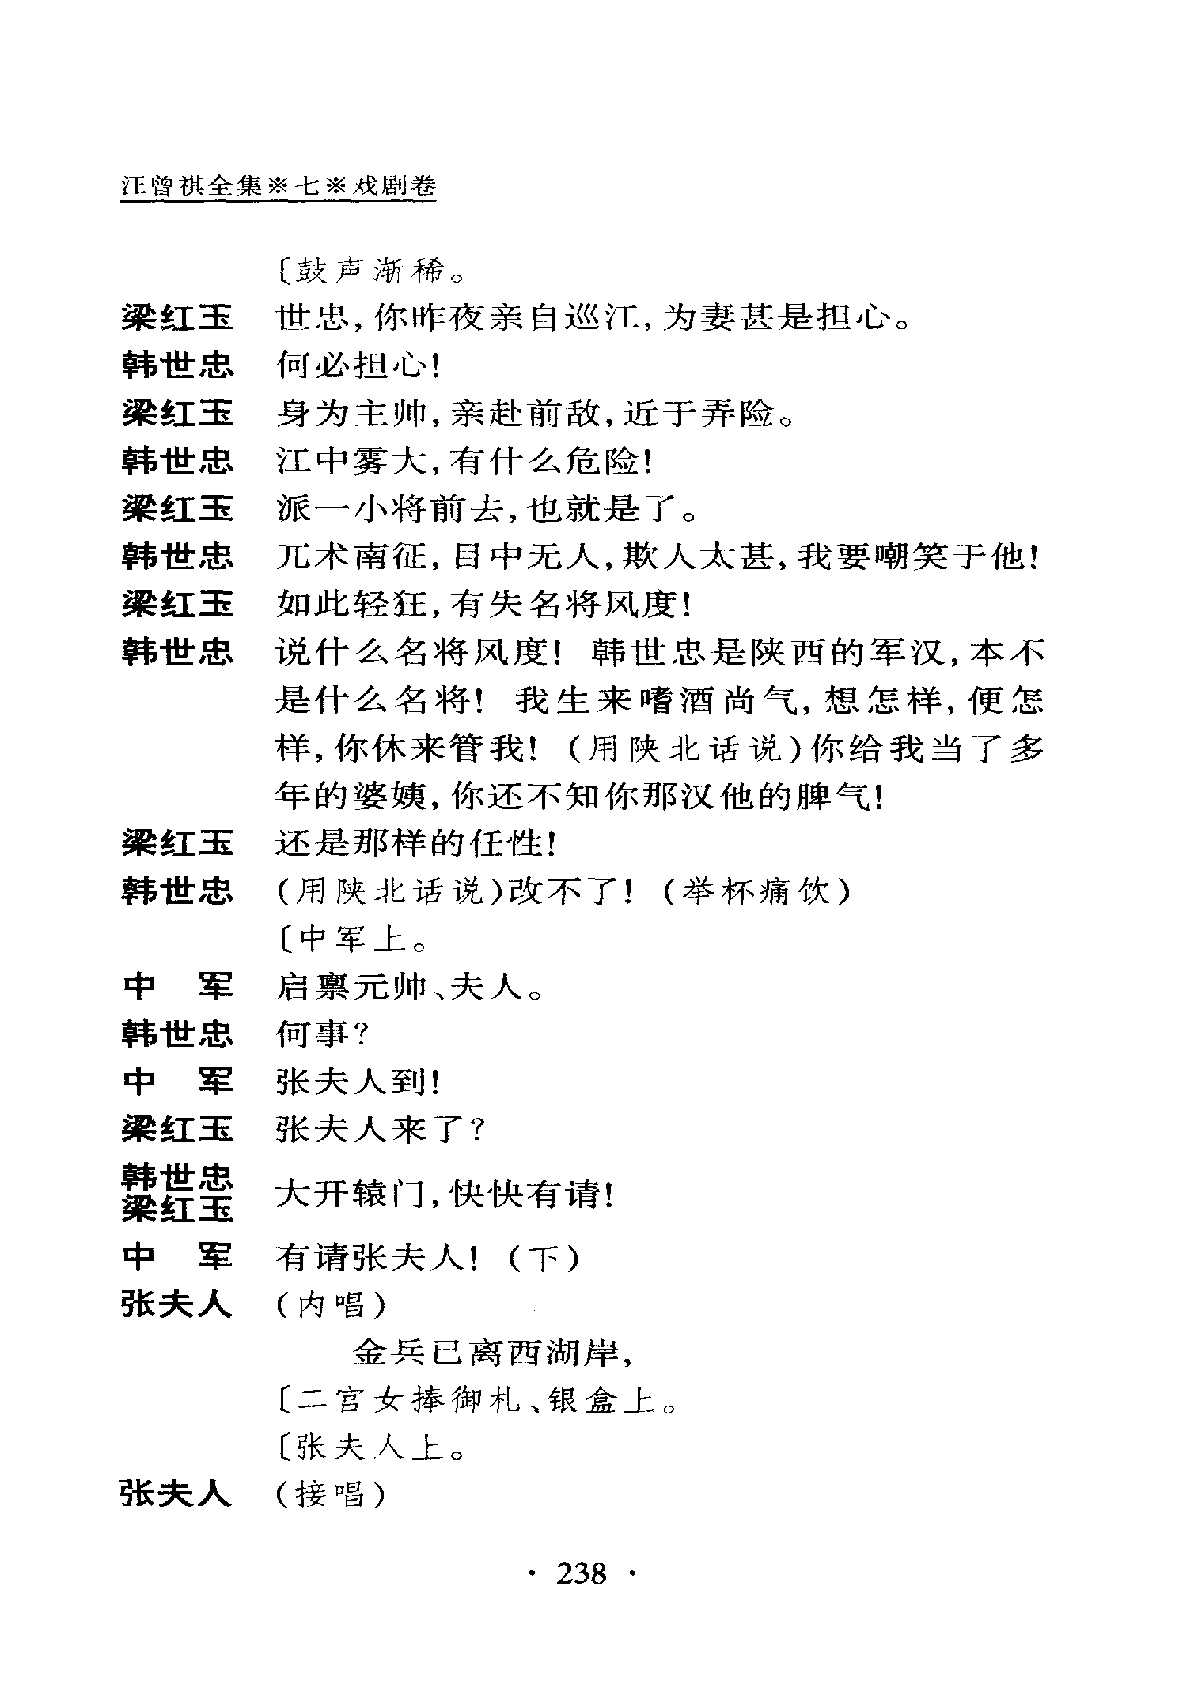 汪曾祺全集※七※戏剧卷
〔鼓声渐稀。
梁红玉 世忠,你昨夜亲自巡江,为妻甚是担心。
韩世忠 何必担心!
梁红玉 身为主帅,亲赴前敌,近于弄险。
韩世忠 江中雾大,有什么危险!
梁红玉 派一小将前去,也就是了。
韩世忠 兀术南征,目中无人,欺人太甚,我要嘲笑于他!
梁红玉 如此轻狂,有失名将风度!
韩世忠 说什么名将风度! 韩世忠是陕西的军汉,本不
是什么名将! 我生来嗜酒尚气,想怎样,便怎
样,你休来管我! (用陕北话说)你给我当了多
年的婆姨,你还不知你那汉他的脾气!
梁红玉 还是那样的任性!
韩世忠 (用陕北话说)改不了! (举杯痛饮)
〔中军上。
中 军 启禀元帅、夫人。
韩世忠 何事?
中 军 张夫人到!
梁红玉 张夫人来了?
韩世忠
梁红玉 大开辕门,快快有请!
中 军 有请张夫人! (下)
张夫人 (内唱)
金兵已离西湖岸,
〔二宫女捧御札、银盒上。
〔张夫人上。
张夫人 (接唱)
· 238 ·